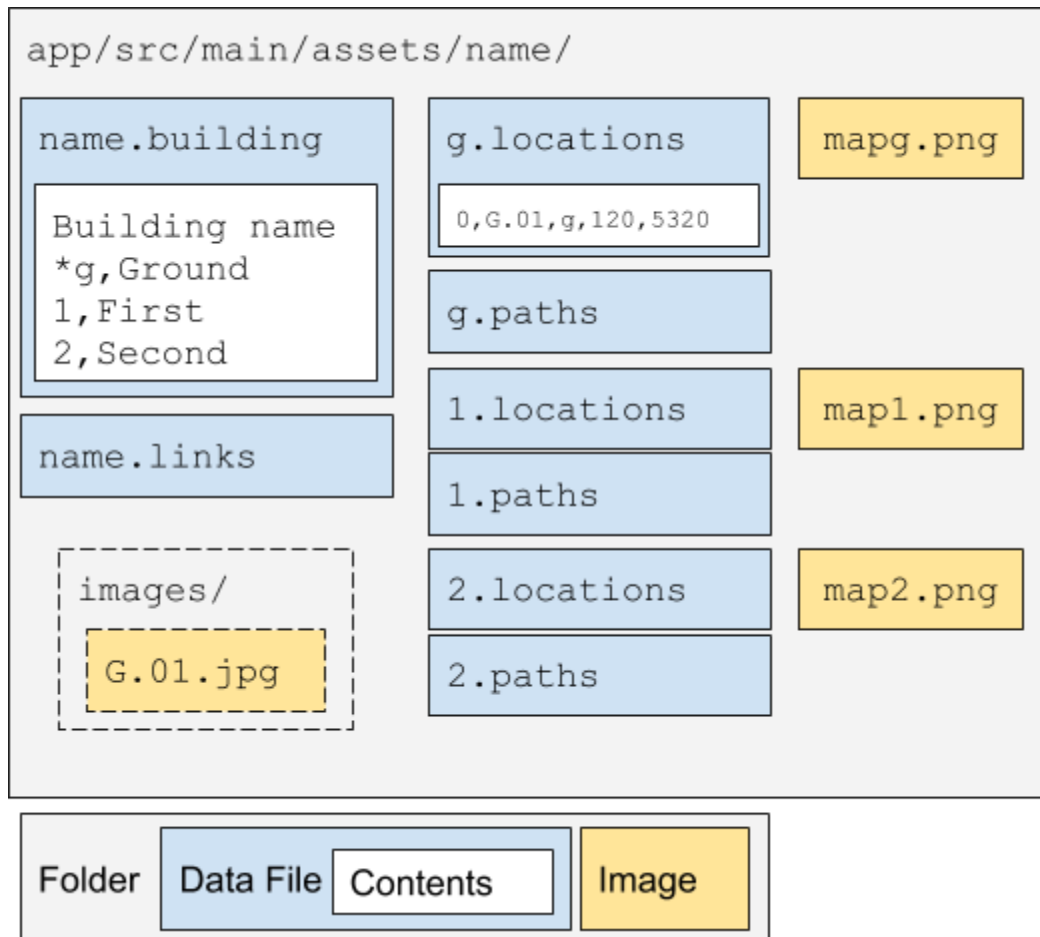 app/src/main/assets/name/
name.building
Building name
*g,Ground
1,First
2,Second
name.links
images/
G.01.jpg
g.locations
0,G.01,g,120,5320
g.paths
1.locations
1.paths
2.locations
2.paths
mapg.png
map1.png
map2.png
Folder
Data File
Contents
Image